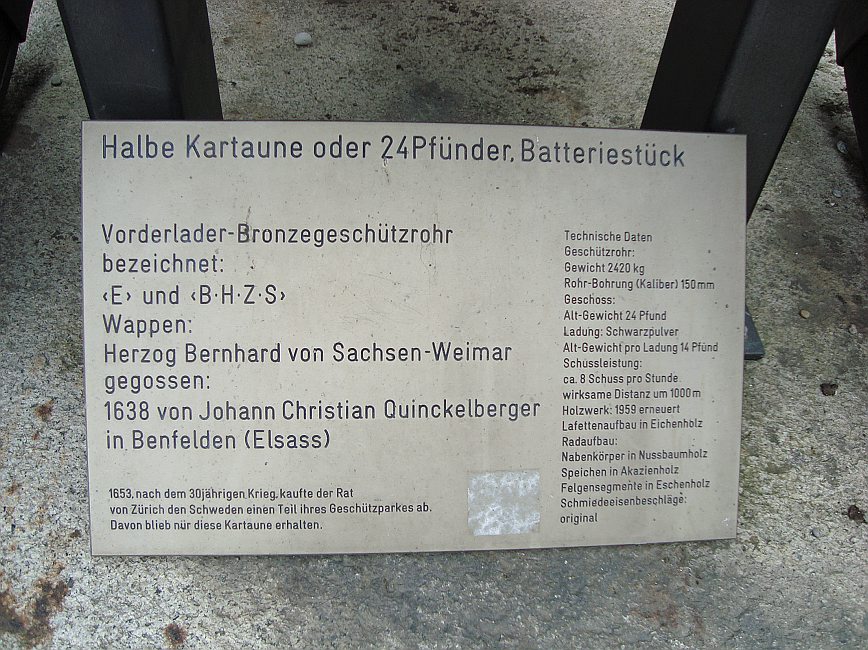 Halbe Kartaune oder 24Pfünder, Batteriestück
Vorderlader-Bronzegeschützrohr
bezeichnet:
‹E› und ‹B·H·Z·S›
Wappen:
Herzog Bernhard von Sachsen-Weimar
gegossen:
1638 von Johann Christian Quinckelberger
in Benfelden (Elsass)
1653, nach dem 30jährigen Krieg, kaufte der Rat
von Zürich den Schweden einen Teil ihres Geschützparkes ab.
Davon blieb nur diese Kartaune erhalten.
Technische Daten
Geschützrohr:
Gewicht 2420 kg
Rohr-Bohrung (Kaliber) 150 mm
Geschoss:
Alt-Gewicht 24 Pfund
Ladung: Schwarzpulver
Alt-Gewicht pro Ladung 14 Pfünd
Schussleistung:
ca. 8 Schuss pro Stunde
wirksame Distanz um 1000 m
Holzwerk: 1959 erneuert
Lafettenaufbau in Eichenholz
Radaufbau:
Nabenkörper in Nussbaumholz
Speichen in Akazienholz
Felgensegmente in Eschenholz
Schmiedeeisenbeschläge:
original